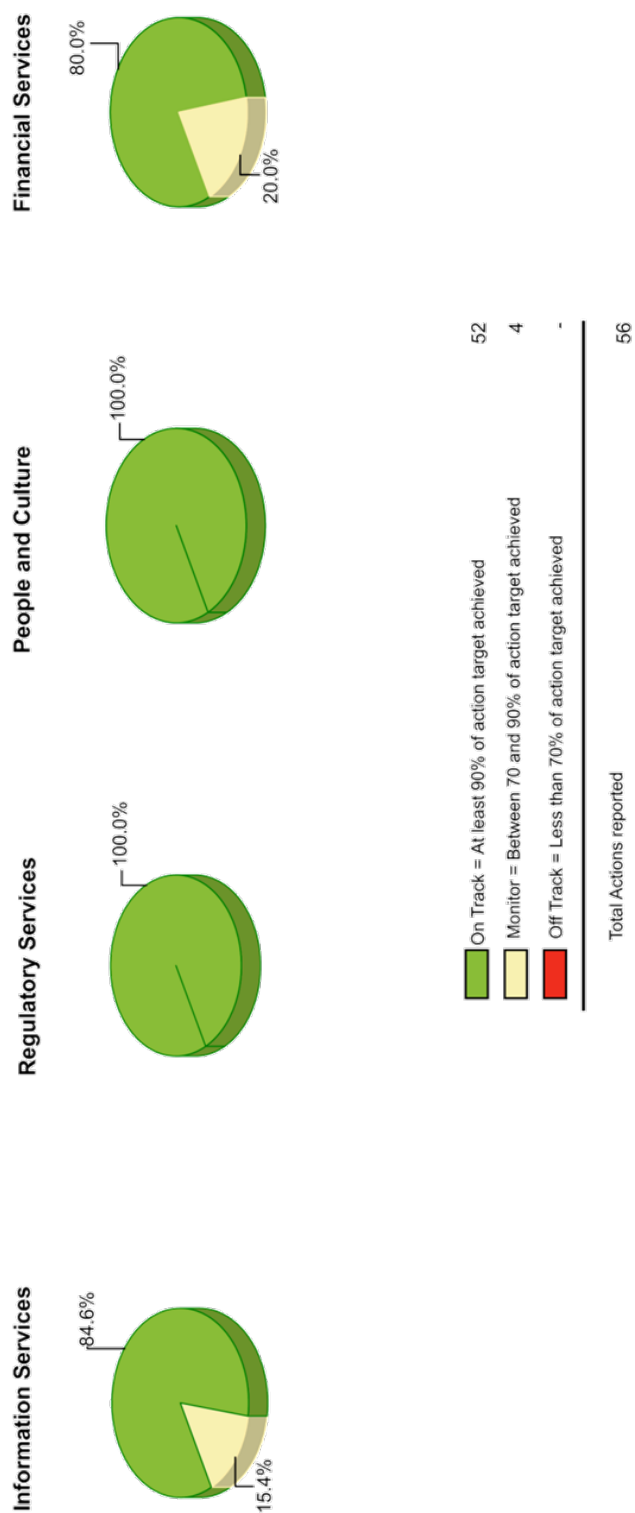 Information Services
84.6%
15.4%
Regulatory Services
100.0%
People and Culture
100.0%
Financial Services
80.0%
20.0%
On Track = At least 90% of action target achieved 52
Monitor = Between 70 and 90% of action target achieved 4
Off Track = Less than 70% of action target achieved -
Total Actions reported 56